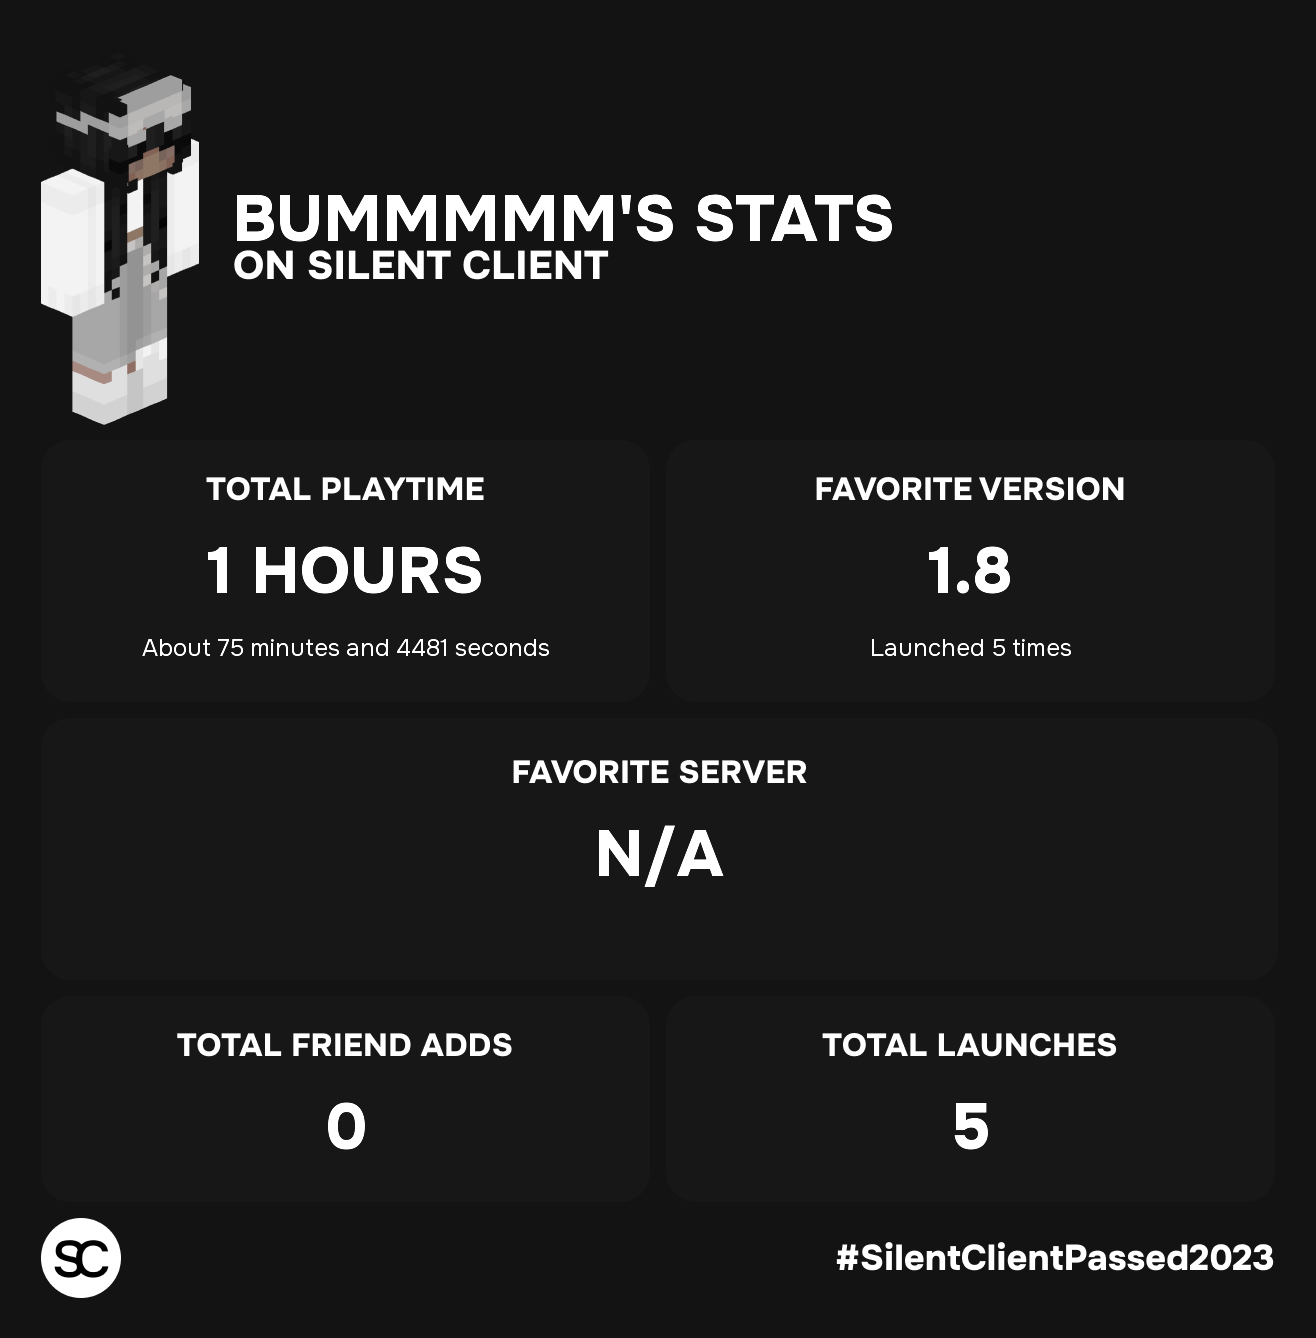 BUMMMMM'S STATS
ON SILENT CLIENT
TOTAL PLAYTIME
1 HOURS
About 75 minutes and 4481 seconds
FAVORITE VERSION
1.8
Launched 5 times
FAVORITE SERVER
N/A
TOTAL FRIEND ADDS
0
TOTAL LAUNCHES
5
SC
#SilentClientPassed2023